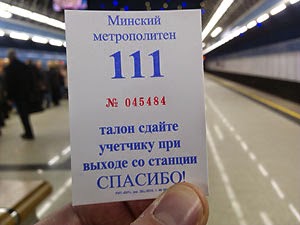 Минский
метрополитен
111
№ 045484
талон сдайте
учетчику при
выходе со станции
СПАСИБО!